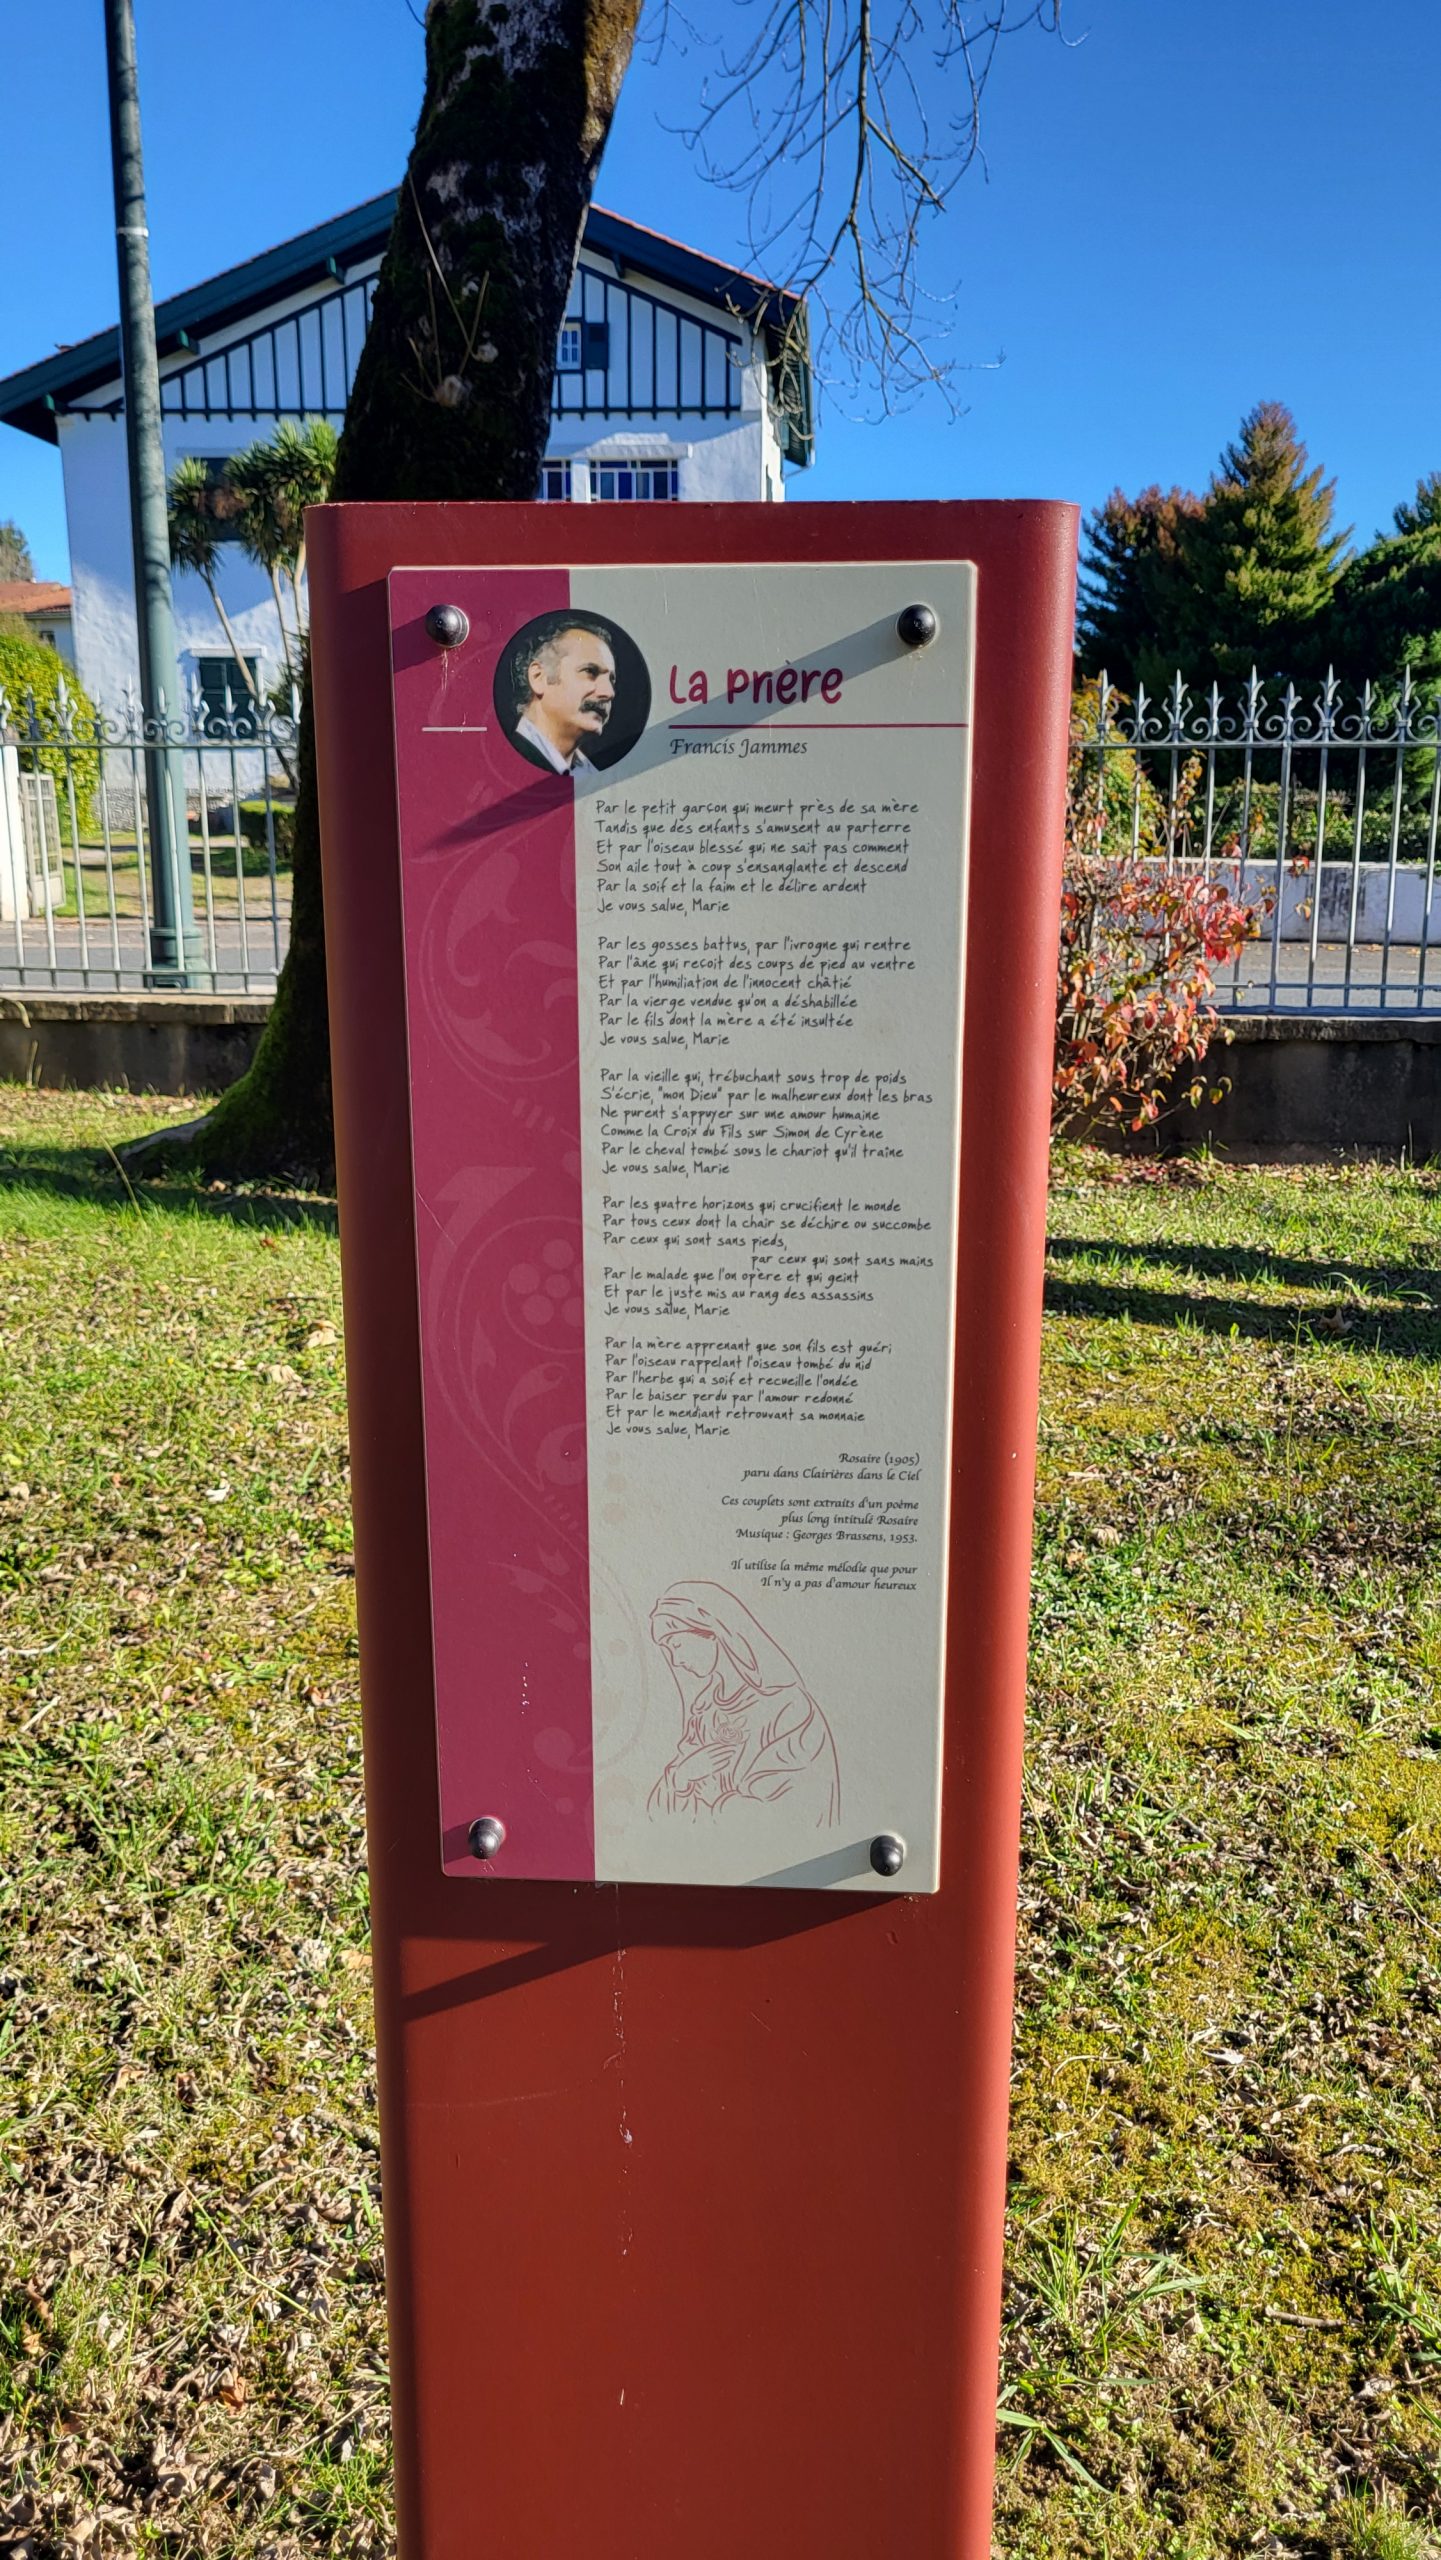 La Prière
Francis Jammes
Par le petit garçon qui meurt près de sa mère
Tandis que des enfants s'amusent au parterre
Et par l'oiseau blessé qui ne sait pas comment
Son aile tout à coup s'ensanglante et descend
Par la soif et la faim et le délire ardent
Je vous salue, Marie
Par les gosses battus, par l'ivrogne qui rentre
Par l'âne qui reçoit des coups de pied au ventre
Et par l'humiliation de l'innocent châtié
Par la vierge vendue qu'on a déshabillée
Par le fils dont la mère a été insultée
Je vous salue, Marie
Par la vieille qui, trébuchant sous trop de poids
S'écrie, "mon Dieu" par le malheureux dont les bras
Ne purent s'appuyer sur une amour humaine
Comme la Croix du Fils sur Simon de Cyrène
Par le cheval tombé sous le chariot qu'il traîne
Je vous salue, Marie
Par les quatre horizons qui crucifient le monde
Par tous ceux dont la chair se déchire ou succombe
Par ceux qui sont sans pieds,
par ceux qui sont sans mains
Par le malade que l'on opère et qui geint
Et par le juste mis au rang des assassins
Je vous salue, Marie
Par la mère apprenant que son fils est guéri
Par l'oiseau rappelant l'oiseau tombé du nid
Par l'herbe qui a soif et recueille l'ondée
Par le baiser perdu par l'amour redonné
Et par le mendiant retrouvant sa monnaie
Je vous salue, Marie
Rosaire (1905)
paru dans Clairières dans le Ciel
Ces couplets sont extraits d'un poème
plus long intitulé Rosaire
Musique : Georges Brassens, 1953.
Il utilise la même mélodie que pour
Il n'y a pas d'amour heureux